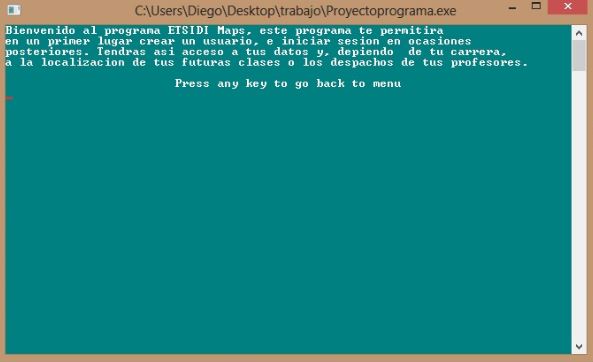 C:\Users\Diego\Desktop\trabajo\Proyectoprograma.exe
Bienvenido al programa ETSIDI Maps, este programa te permitira
en un primer lugar crear un usuario, e iniciar sesion en ocasiones
posteriores. Tendras asi acceso a tus datos y, depiendo  de tu carrera,
a la localizacion de tus futuras clases o los despachos de tus profesores.
Press any key to go back to menu